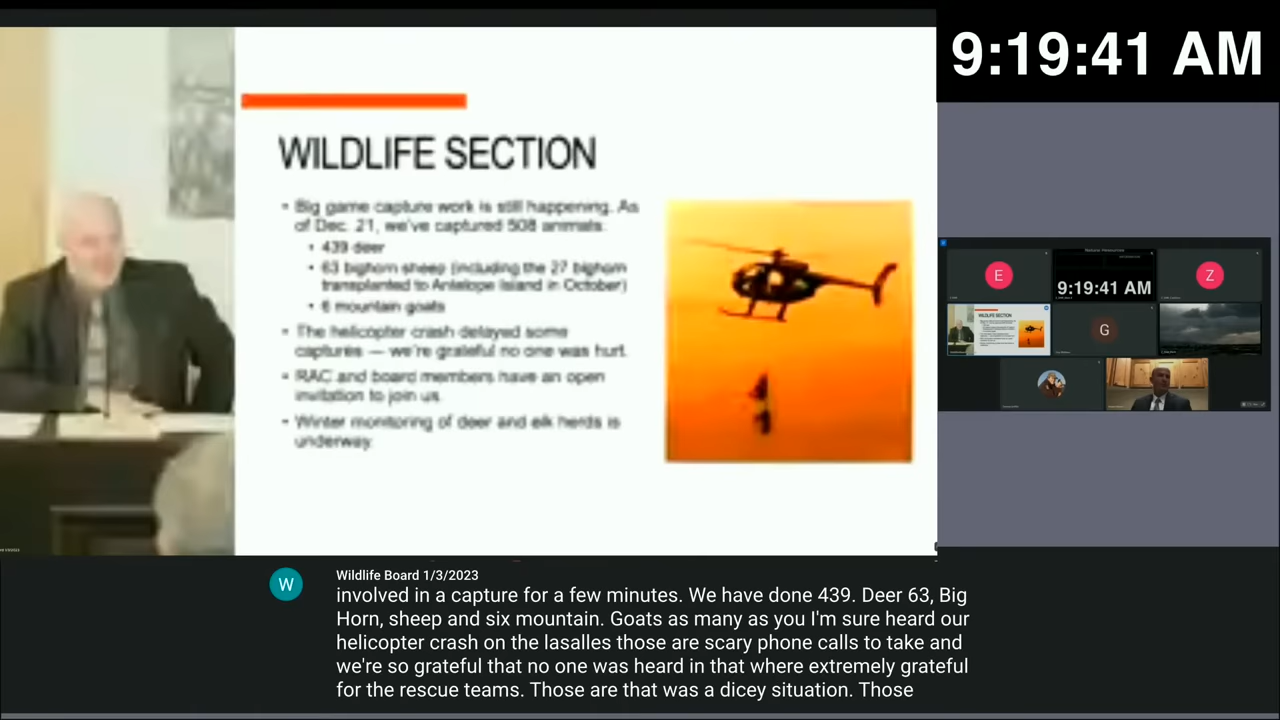 9:19:41 AM
WILDLIFE SECTION
• Big game capture work is still happening. As
of Dec. 21, we've captured 508 animals:
• 439 deer
• 63 bighorn sheep (including the 27 bighorn
transplanted to Antelope Island in October)
• 6 mountain goats
• The helicopter crash delayed some
captures — we're grateful no one was hurt.
• RAC and board members have an open
invitation to join us.
• Winter monitoring of deer and elk herds is
underway.
E
9:19:41 AM
Z
WILDLIFE SECTION
G
W
Wildlife Board 1/3/2023
involved in a capture for a few minutes. We have done 439. Deer 63, Big
Horn, sheep and six mountain. Goats as many as you I'm sure heard our
helicopter crash on the lasalles those are scary phone calls to take and
we're so grateful that no one was heard in that where extremely grateful
for the rescue teams. Those are that was a dicey situation. Those